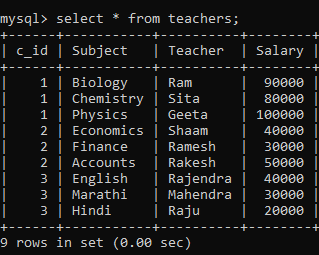 mysql> select * from teachers;
+------+-----------+----------+--------+
| c_id | Subject   | Teacher  | Salary |
+------+-----------+----------+--------+
|    1 | Biology   | Ram      |  90000 |
|    1 | Chemistry | Sita     |  80000 |
|    1 | Physics   | Geeta    | 100000 |
|    2 | Economics | Shaam    |  40000 |
|    2 | Finance   | Ramesh   |  30000 |
|    2 | Accounts  | Rakesh   |  50000 |
|    3 | English   | Rajendra |  40000 |
|    3 | Marathi   | Mahendra |  30000 |
|    3 | Hindi     | Raju     |  20000 |
+------+-----------+----------+--------+
9 rows in set (0.00 sec)